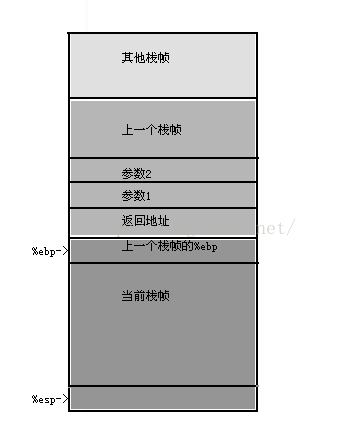 其他栈帧
上一个栈帧
参数2
参数1
返回地址
net/
%ebp->
上一个栈帧的%ebp
当前栈帧
%esp->